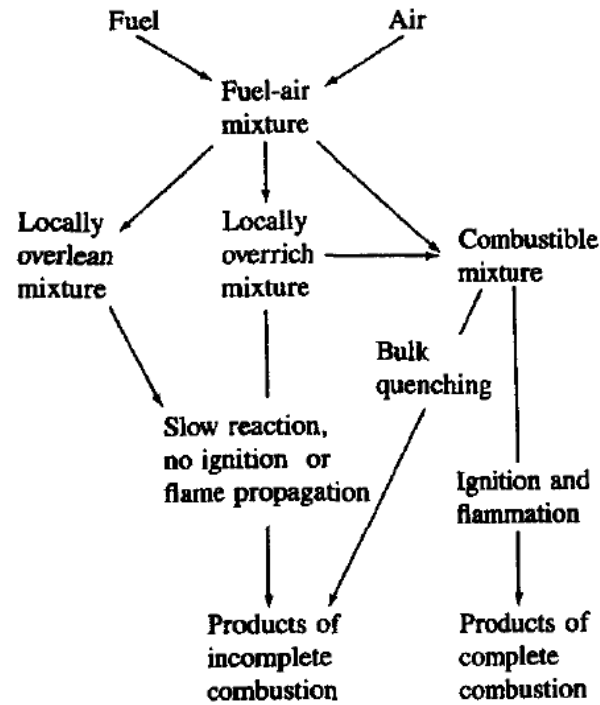 Fuel
Air
Fuel-air
mixture
Locally
overlean
mixture
Locally
overrich
mixture
Combustible
mixture
Bulk
quenching
Slow reaction,
no ignition or
flame propagation
Ignition and
flammation
Products of
incomplete
combustion
Products of
complete
combustion